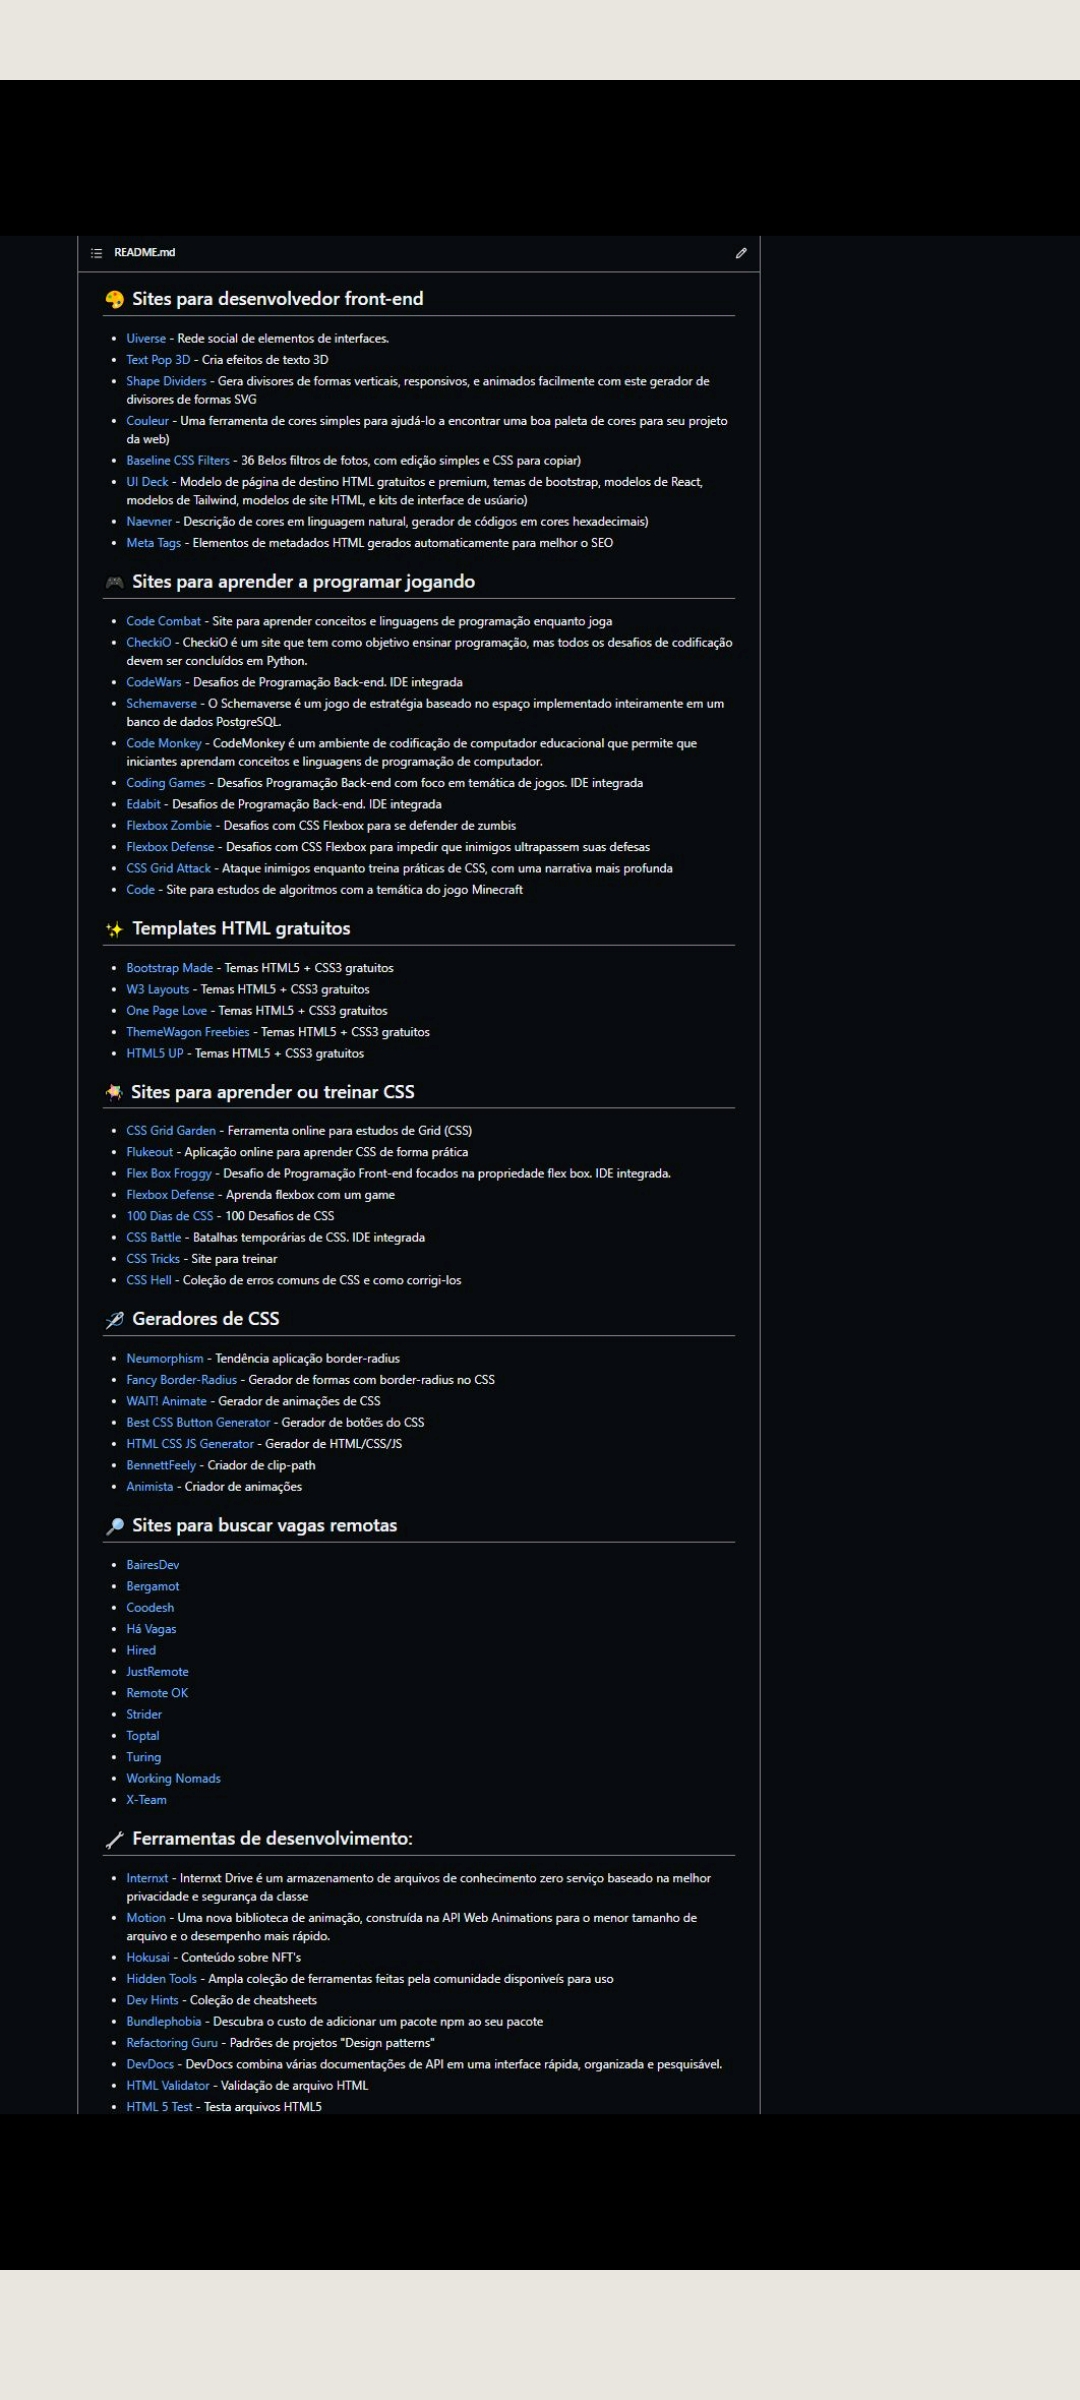 README.md
Sites para desenvolvedor front-end
Uiverse - Rede social de elementos de interfaces.
Text Pop 3D - Cria efeitos de texto 3D
Shape Dividers - Gera divisores de formas verticais, responsivos, e animados facilmente com este gerador de
divisores de formas SVG
Couleur - Uma ferramenta de cores simples para ajudá-lo a encontrar uma boa paleta de cores para seu projeto
da web)
Baseline CSS Filters - 36 Belos filtros de fotos, com edição simples e CSS para copiar)
UI Deck - Modelo de página de destino HTML gratuitos e premium, temas de bootstrap, modelos de React,
modelos de Tailwind, modelos de site HTML, e kits de interface de usúario)
Naevner - Descrição de cores em linguagem natural, gerador de códigos em cores hexadecimais)
Meta Tags - Elementos de metadados HTML gerados automaticamente para melhor o SEO
Sites para aprender a programar jogando
Code Combat - Site para aprender conceitos e linguagens de programação enquanto joga
CheckiO - CheckiO é um site que tem como objetivo ensinar programação, mas todos os desafios de codificação
devem ser concluídos em Python.
CodeWars - Desafios de Programação Back-end. IDE integrada
Schemaverse - O Schemaverse é um jogo de estratégia baseado no espaço implementado inteiramente em um
banco de dados PostgreSQL.
Code Monkey - CodeMonkey é um ambiente de codificação de computador educacional que permite que
iniciantes aprendam conceitos e linguagens de programação de computador.
Coding Games - Desafios Programação Back-end com foco em temática de jogos. IDE integrada
Edabit - Desafios de Programação Back-end. IDE integrada
Flexbox Zombie - Desafios com CSS Flexbox para se defender de zumbis
Flexbox Defense - Desafios com CSS Flexbox para impedir que inimigos ultrapassem suas defesas
CSS Grid Attack - Ataque inimigos enquanto treina práticas de CSS, com uma narrativa mais profunda
Code - Site para estudos de algoritmos com a temática do jogo Minecraft
Templates HTML gratuitos
Bootstrap Made - Temas HTML5 + CSS3 gratuitos
W3 Layouts - Temas HTML5 + CSS3 gratuitos
One Page Love - Temas HTML5 + CSS3 gratuitos
ThemeWagon Freebies - Temas HTML5 + CSS3 gratuitos
HTML5 UP - Temas HTML5 + CSS3 gratuitos
Sites para aprender ou treinar CSS
CSS Grid Garden - Ferramenta online para estudos de Grid (CSS)
Flukeout - Aplicação online para aprender CSS de forma prática
Flex Box Froggy - Desafio de Programação Front-end focados na propriedade flex box. IDE integrada.
Flexbox Defense - Aprenda flexbox com um game
100 Dias de CSS - 100 Desafios de CSS
CSS Battle - Batalhas temporárias de CSS. IDE integrada
CSS Tricks - Site para treinar
CSS Hell - Coleção de erros comuns de CSS e como corrigi-los
Geradores de CSS
Neumorphism - Tendência aplicação border-radius
Fancy Border-Radius - Gerador de formas com border-radius no CSS
WAIT! Animate - Gerador de animações de CSS
Best CSS Button Generator - Gerador de botões do CSS
HTML CSS JS Generator - Gerador de HTML/CSS/JS
BennettFeely - Criador de clip-path
Animista - Criador de animações
Sites para buscar vagas remotas
BairesDev
Bergamot
Coodesh
Há Vagas
Hired
JustRemote
Remote OK
Strider
Toptal
Turing
Working Nomads
X-Team
Ferramentas de desenvolvimento:
Internxt - Internxt Drive é um armazenamento de arquivos de conhecimento zero serviço baseado na melhor
privacidade e segurança da classe
Motion - Uma nova biblioteca de animação, construída na API Web Animations para o menor tamanho de
arquivo e o desempenho mais rápido.
Hokusai - Conteúdo sobre NFT's
Hidden Tools - Ampla coleção de ferramentas feitas pela comunidade disponiveís para uso
Dev Hints - Coleção de cheatsheets
Bundlephobia - Descubra o custo de adicionar um pacote npm ao seu pacote
Refactoring Guru - Padrões de projetos "Design patterns"
DevDocs - DevDocs combina várias documentações de API em uma interface rápida, organizada e pesquisável.
HTML Validator - Validação de arquivo HTML
HTML 5 Test - Testa arquivos HTML5